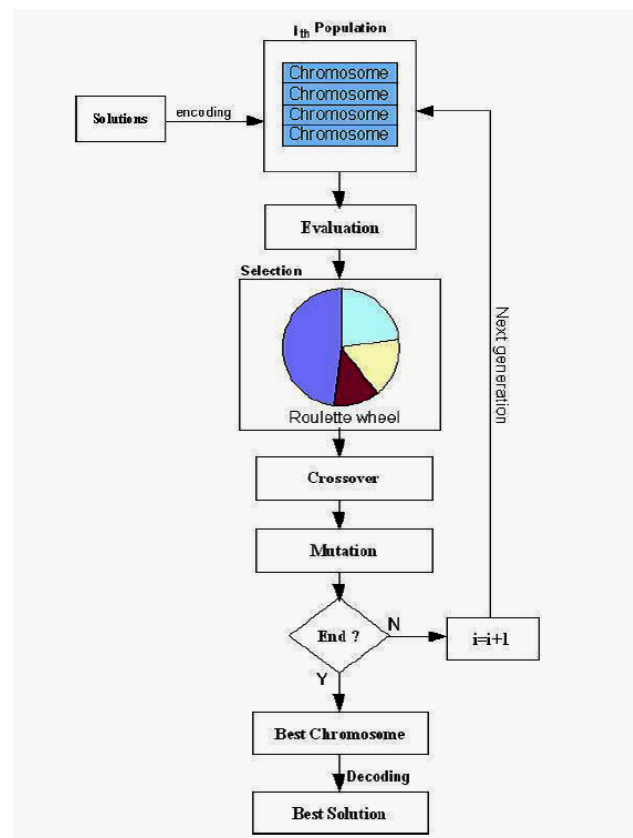 i_th Population
Chromosome
Chromosome
Chromosome
Chromosome
Solutions
encoding
Evaluation
Selection
Roulette wheel
Next generation
Crossover
Mutation
End ?
N
i=i+1
Y
Best Chromosome
Decoding
Best Solution